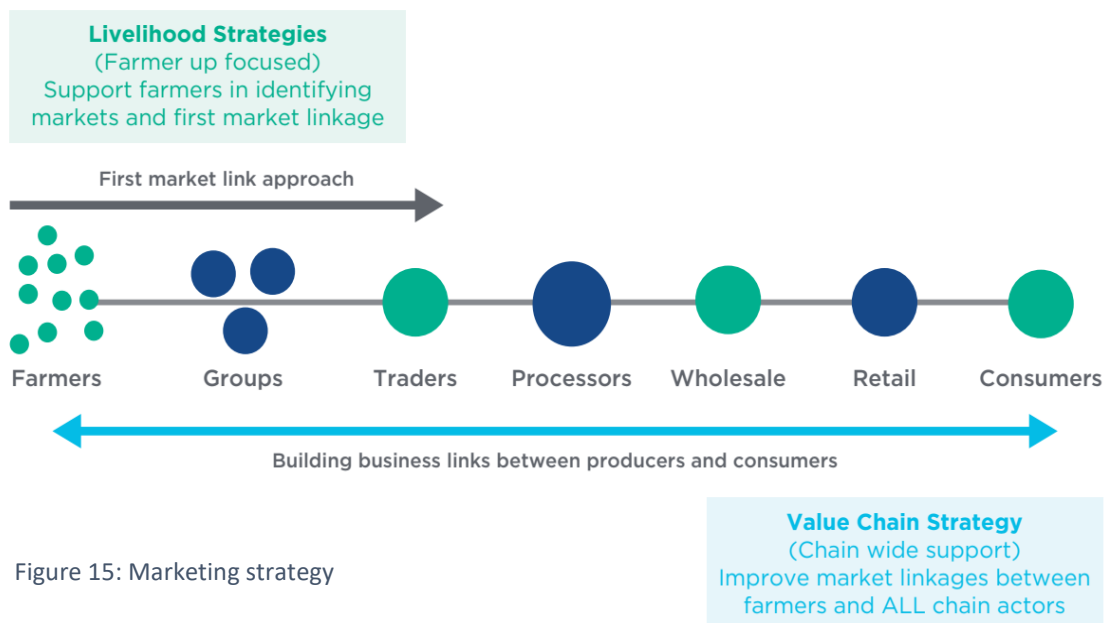 Livelihood Strategies
(Farmer up focused)
Support farmers in identifying
markets and first market linkage
First market link approach
Farmers Groups Traders Processors Wholesale Retail Consumers
Building business links between producers and consumers
Value Chain Strategy
(Chain wide support)
Improve market linkages between
farmers and ALL chain actors
Figure 15: Marketing strategy